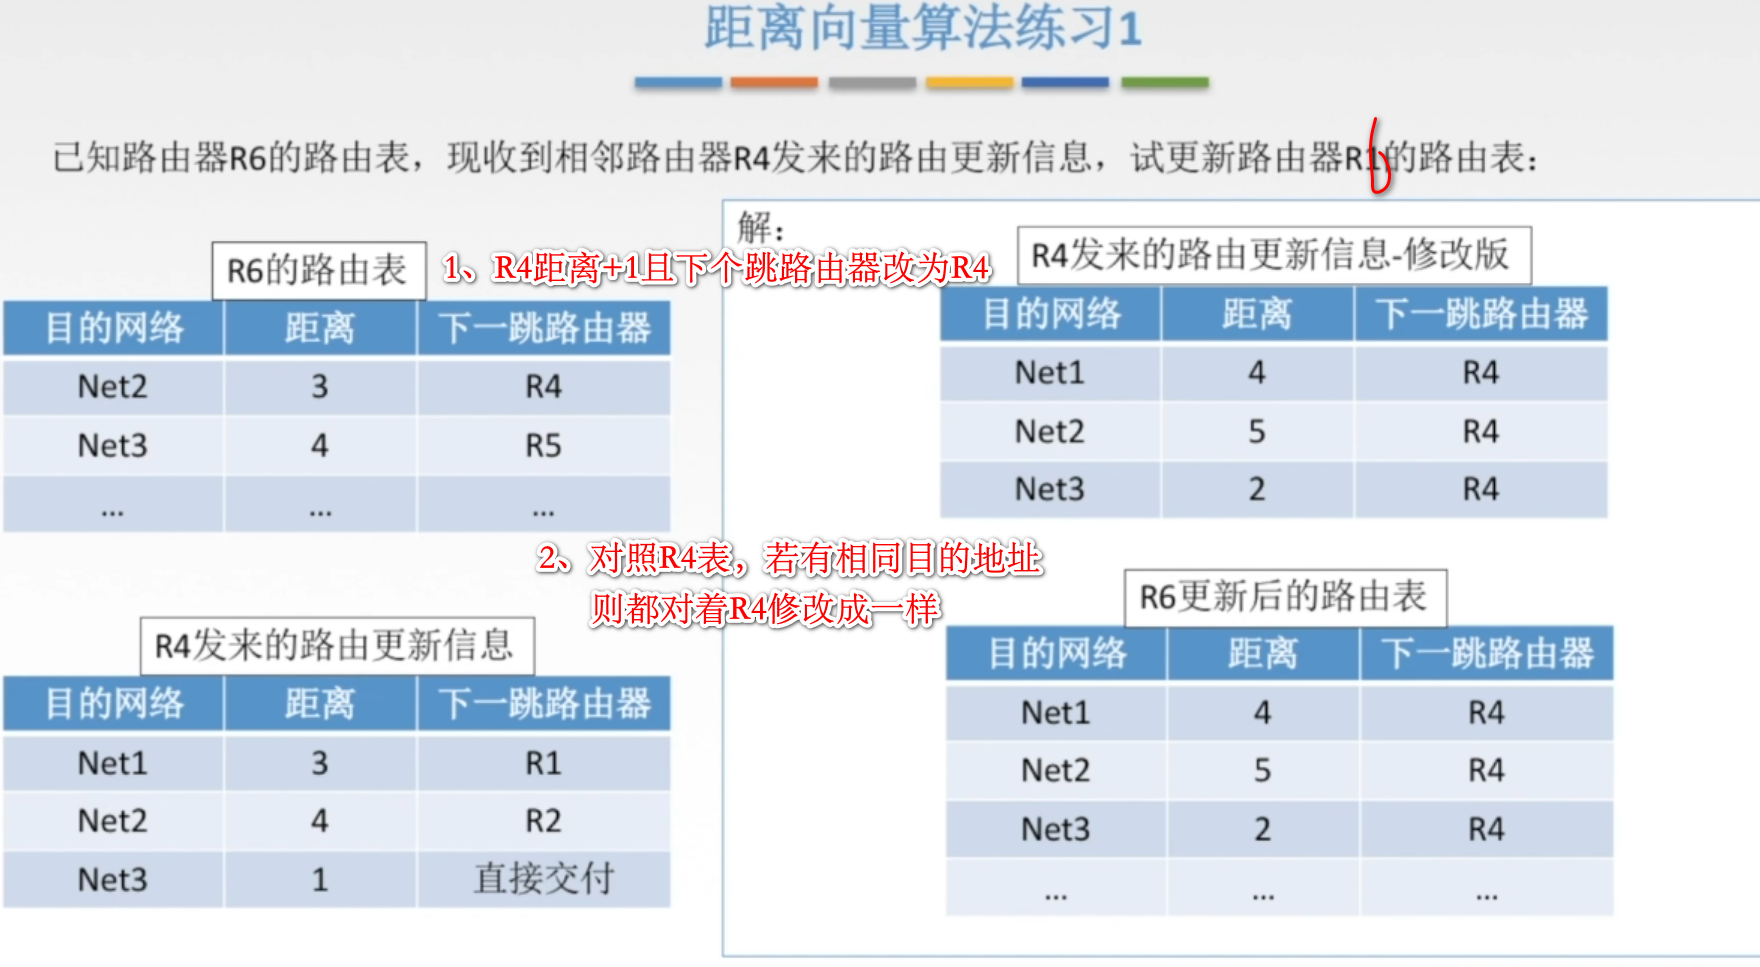 距离向量算法练习1
已知路由器R6的路由表，现收到相邻路由器R4发来的路由更新信息，试更新路由器R6的路由表：
R6的路由表
目的网络 距离 下一跳路由器
Net2 3 R4
Net3 4 R5
... ... ...
R4发来的路由更新信息
目的网络 距离 下一跳路由器
Net1 3 R1
Net2 4 R2
Net3 1 直接交付
1、R4距离+1且下个跳路由器改为R4
2、对照R4表，若有相同目的地址
则都对着R4修改成一样
解：
R4发来的路由更新信息-修改版
目的网络 距离 下一跳路由器
Net1 4 R4
Net2 5 R4
Net3 2 R4
R6更新后的路由表
目的网络 距离 下一跳路由器
Net1 4 R4
Net2 5 R4
Net3 2 R4
... ... ...